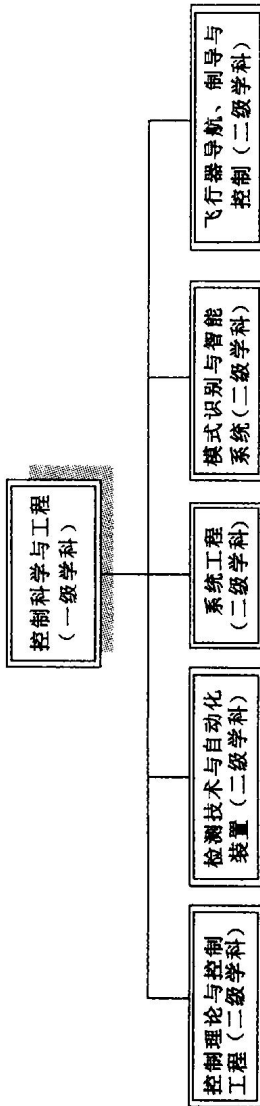 控制科学与工程
（一级学科）
控制理论与控制
工程（二级学科）
检测技术与自动化
装置（二级学科）
系统工程
（二级学科）
模式识别与智能
系统（二级学科）
飞行器导航、制导与
控制（二级学科）